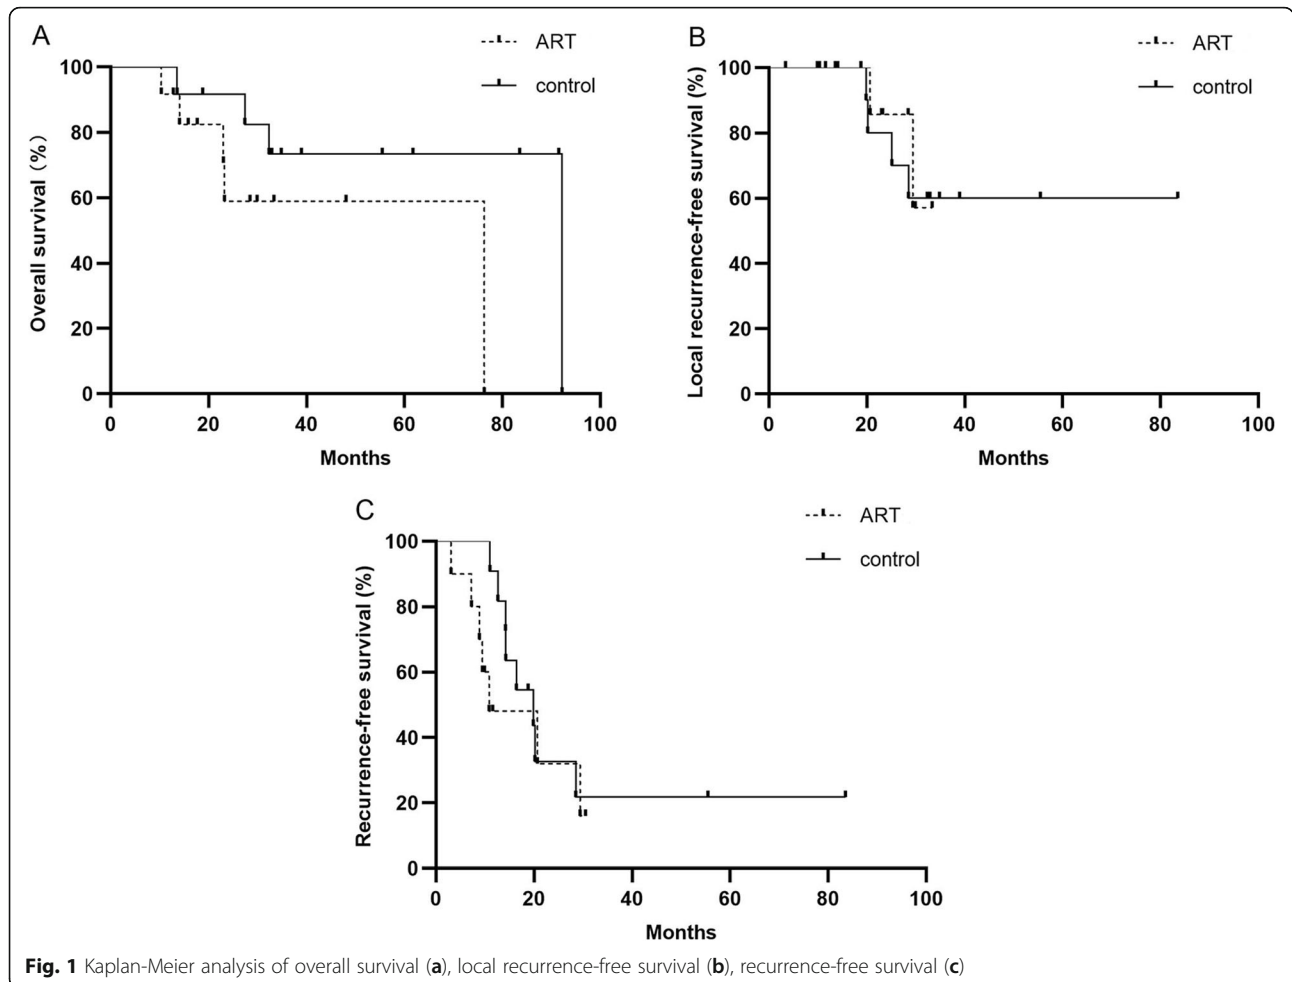 A
ART
control
100
80
60
40
20
0
Overall survival (%)
0 20 40 60 80 100
Months
B
ART
control
100
80
60
40
20
0
Local recurrence-free survival (%)
0 20 40 60 80 100
Months
C
ART
control
100
80
60
40
20
0
Recurrence-free survival (%)
0 20 40 60 80 100
Months
Fig. 1 Kaplan-Meier analysis of overall survival (a), local recurrence-free survival (b), recurrence-free survival (c)